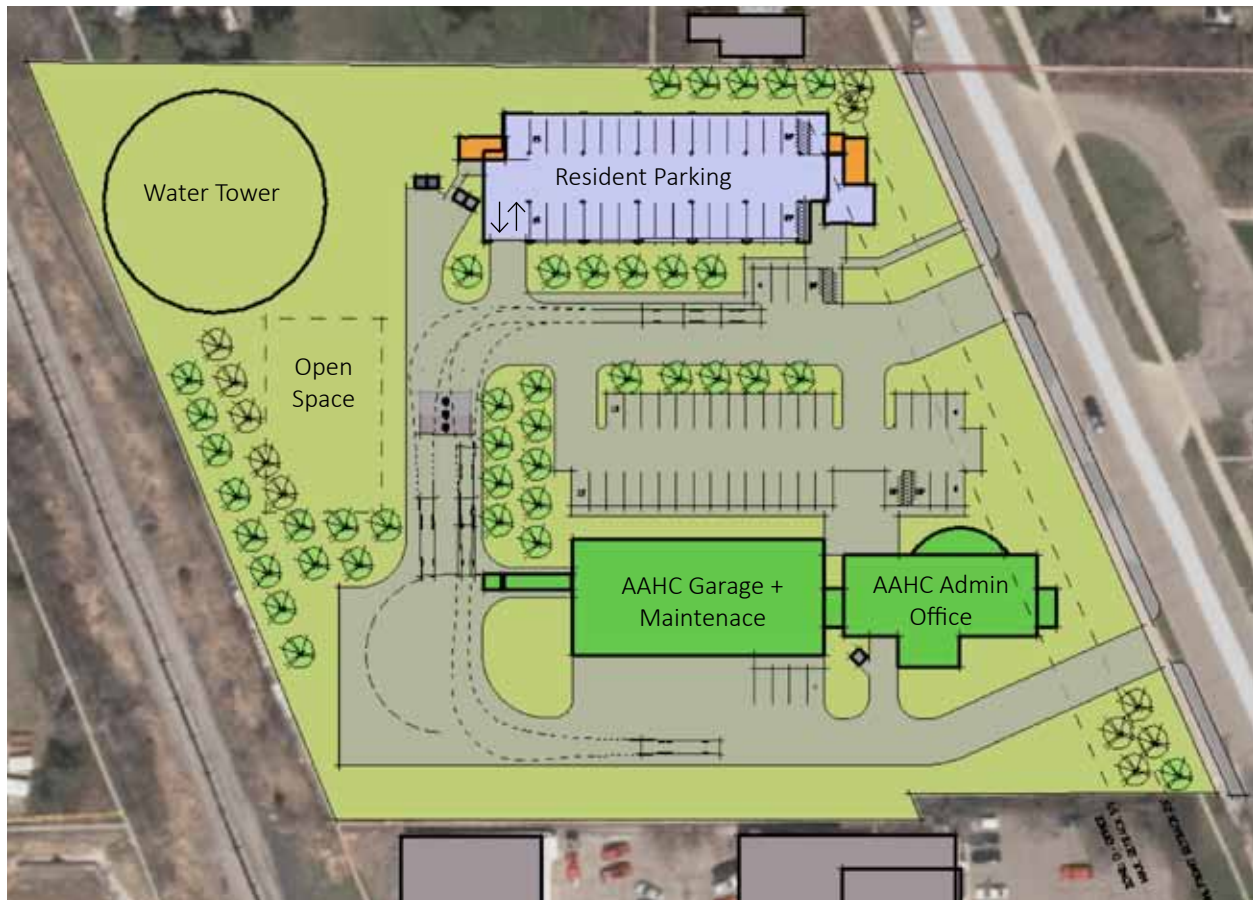 Water Tower
Resident Parking
Open
Space
AAHC Garage +
Maintenace
AAHC Admin
Office